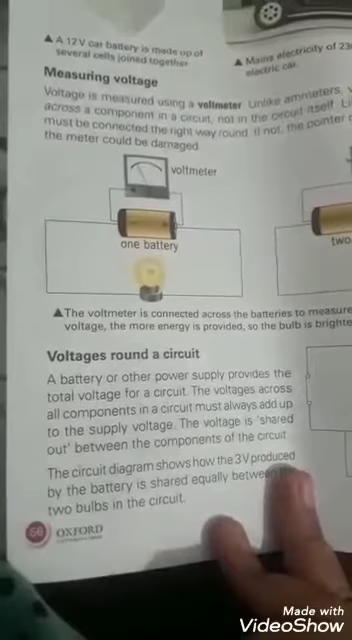 ▲ A 12 V car battery is made up of
several cells joined together
▲ Mains electricity of 23
electric car.
Measuring voltage
Voltage is measured using a voltmeter Unlike ammeters, v
across a component in a circuit, not in the circuit itself. Li
must be connected the right way round. If not, the pointer
the meter could be damaged
voltmeter
one battery
two
▲The voltmeter is connected across the batteries to measure
voltage, the more energy is provided, so the bulb is brighte
Voltages round a circuit
A battery or other power supply provides the
total voltage for a circuit. The voltages across
all components in a circuit must always add up
to the supply voltage. The voltage is 'shared
out' between the components of the circuit
The circuit diagram shows how the 3 V produced
by the battery is shared equally between
two bulbs in the circuit.
56 OXFORD
Made with
VideoShow